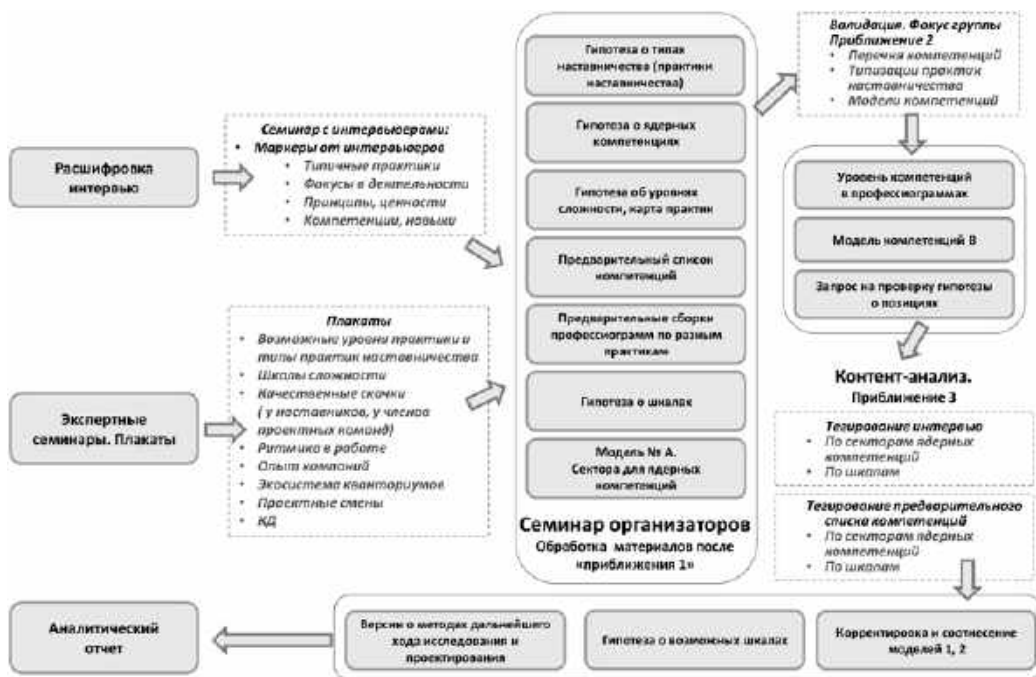 Расшифровка
интервью
Семинар с интервьюерами:
• Маркеры от интервьюеров
• Типичные практики
• Фокусы в деятельности
• Принципы, ценности
• Компетенции, навыки
Экспертные
семинары. Плакаты
Плакаты
• Возможные уровни практики и
типы практик наставничества
• Школы сложности
• Качественные скачки
( у наставников, у членов
проектных команд)
• Ритмика в работе
• Опыт компаний
• Экосистема кванториумов
• Проектные смены
• КД
Гипотеза о типах
наставничества (практики
наставничества)
Гипотеза о ядерных
компетенциях
Гипотеза об уровнях
сложности, карта практик
Предварительный список
компетенций
Предварительные сборки
профессиограмм по разным
практикам
Гипотеза о шкалах
Модель № А.
Сектора для ядерных
компетенций
Семинар организаторов
Обработка материалов после
«приближения 1»
Валидация. Фокус группы
Приближение 2
• Перечня компетенций
• Типизации практик
наставничества
• Модели компетенций
Уровень компетенций
в профессиограммах
Модель компетенций В
Запрос на проверку гипотезы
о позициях
Контент-анализ.
Приближение 3
Тегирование интервью
• По секторам ядерных
компетенций
• По шкалам
Тегирование предварительного
списка компетенций
• По секторам ядерных
компетенций
• По шкалам
Аналитический
отчет
Версии о методах дальнейшего
хода исследования и
проектирования
Гипотеза о возможных шкалах
Корректировка и соотнесение
моделей 1, 2